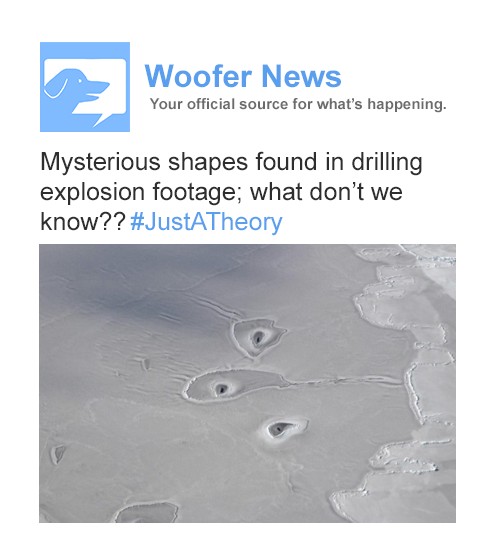 Woofer News
Your official source for what's happening.
Mysterious shapes found in drilling
explosion footage; what don't we
know?? #JustATheory